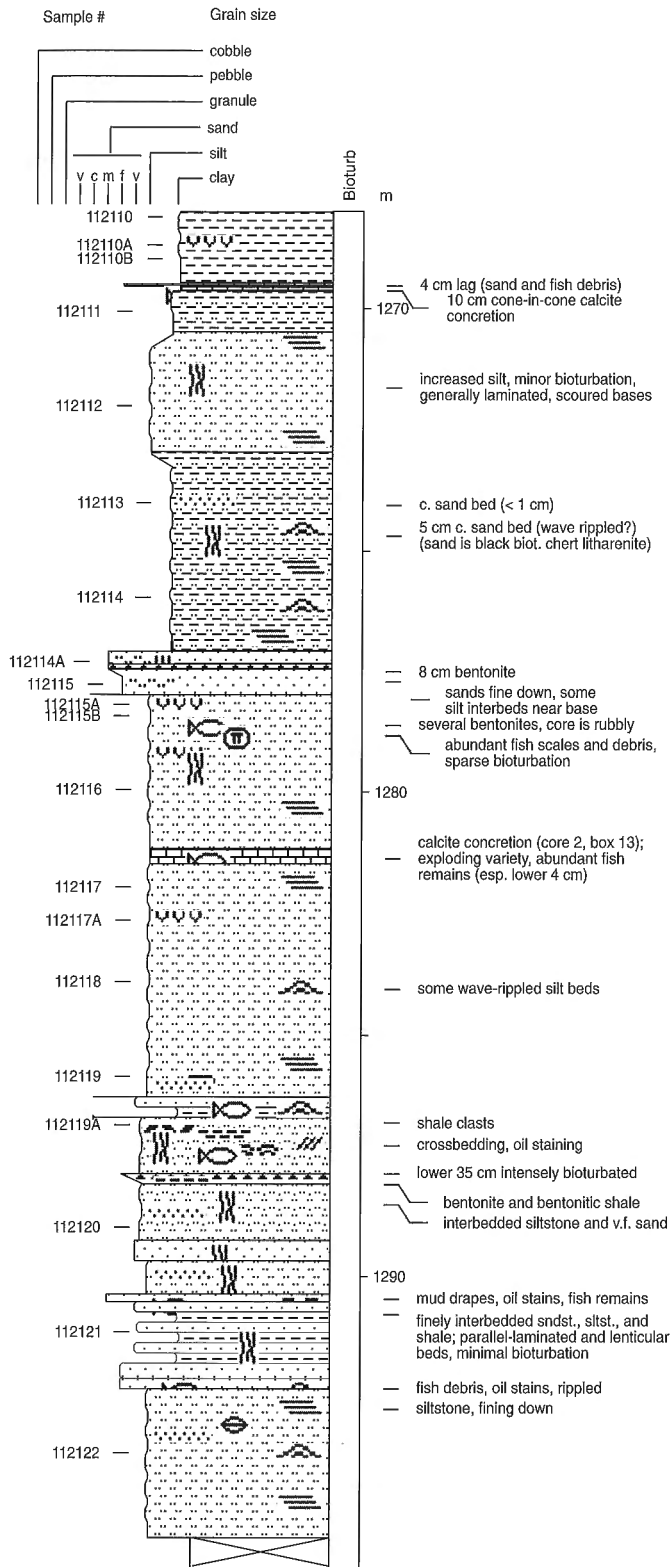 Sample #
Grain size
cobble
pebble
granule
sand
silt
v c m f v
clay
Bioturb
m
112110
112110A
112110B
4 cm lag (sand and fish debris)
10 cm cone-in-cone calcite
concretion
1270
112111
increased silt, minor bioturbation,
generally laminated, scoured bases
112112
112113
c. sand bed (< 1 cm)
5 cm c. sand bed (wave rippled?)
(sand is black biot. chert litharenite)
112114
112114A
8 cm bentonite
112115
sands fine down, some
silt interbeds near base
112115A
112115B
several bentonites, core is rubbly
abundant fish scales and debris,
sparse bioturbation
112116
1280
calcite concretion (core 2, box 13);
exploding variety, abundant fish
remains (esp. lower 4 cm)
112117
112117A
112118
some wave-rippled silt beds
112119
112119A
shale clasts
crossbedding, oil staining
lower 35 cm intensely bioturbated
bentonite and bentonitic shale
interbedded siltstone and v.f. sand
112120
1290
mud drapes, oil stains, fish remains
finely interbedded sndst., sltst., and
shale; parallel-laminated and lenticular
beds, minimal bioturbation
112121
fish debris, oil stains, rippled
siltstone, fining down
112122